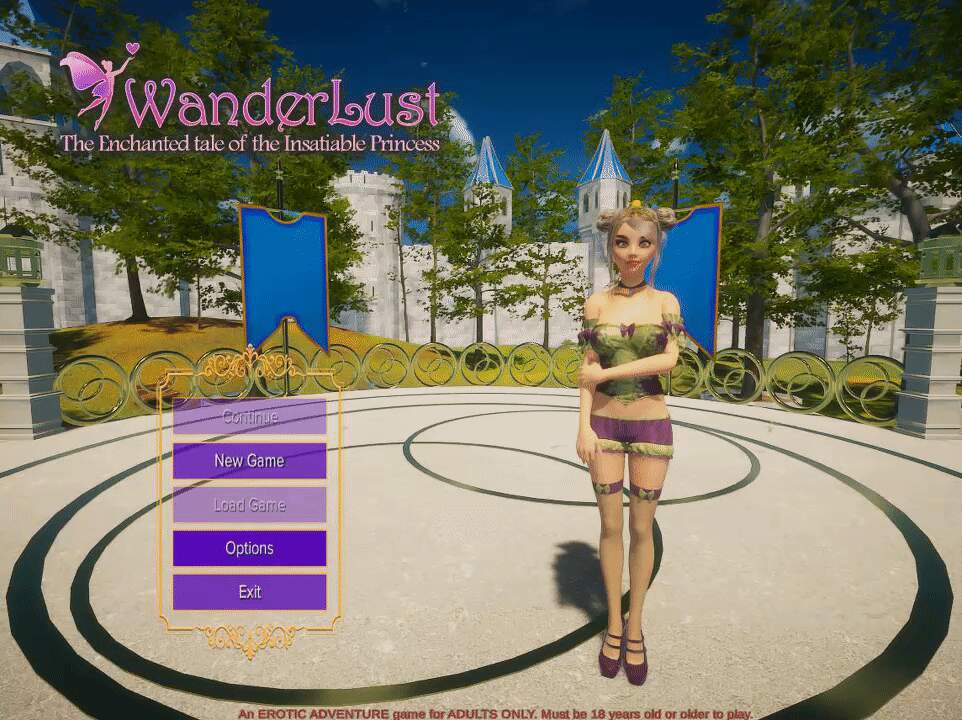 WanderLust
The Enchanted tale of the Insatiable Princess
Continue
New Game
Load Game
Options
Exit
An EROTIC ADVENTURE game for ADULTS ONLY. Must be 18 years old or older to play.